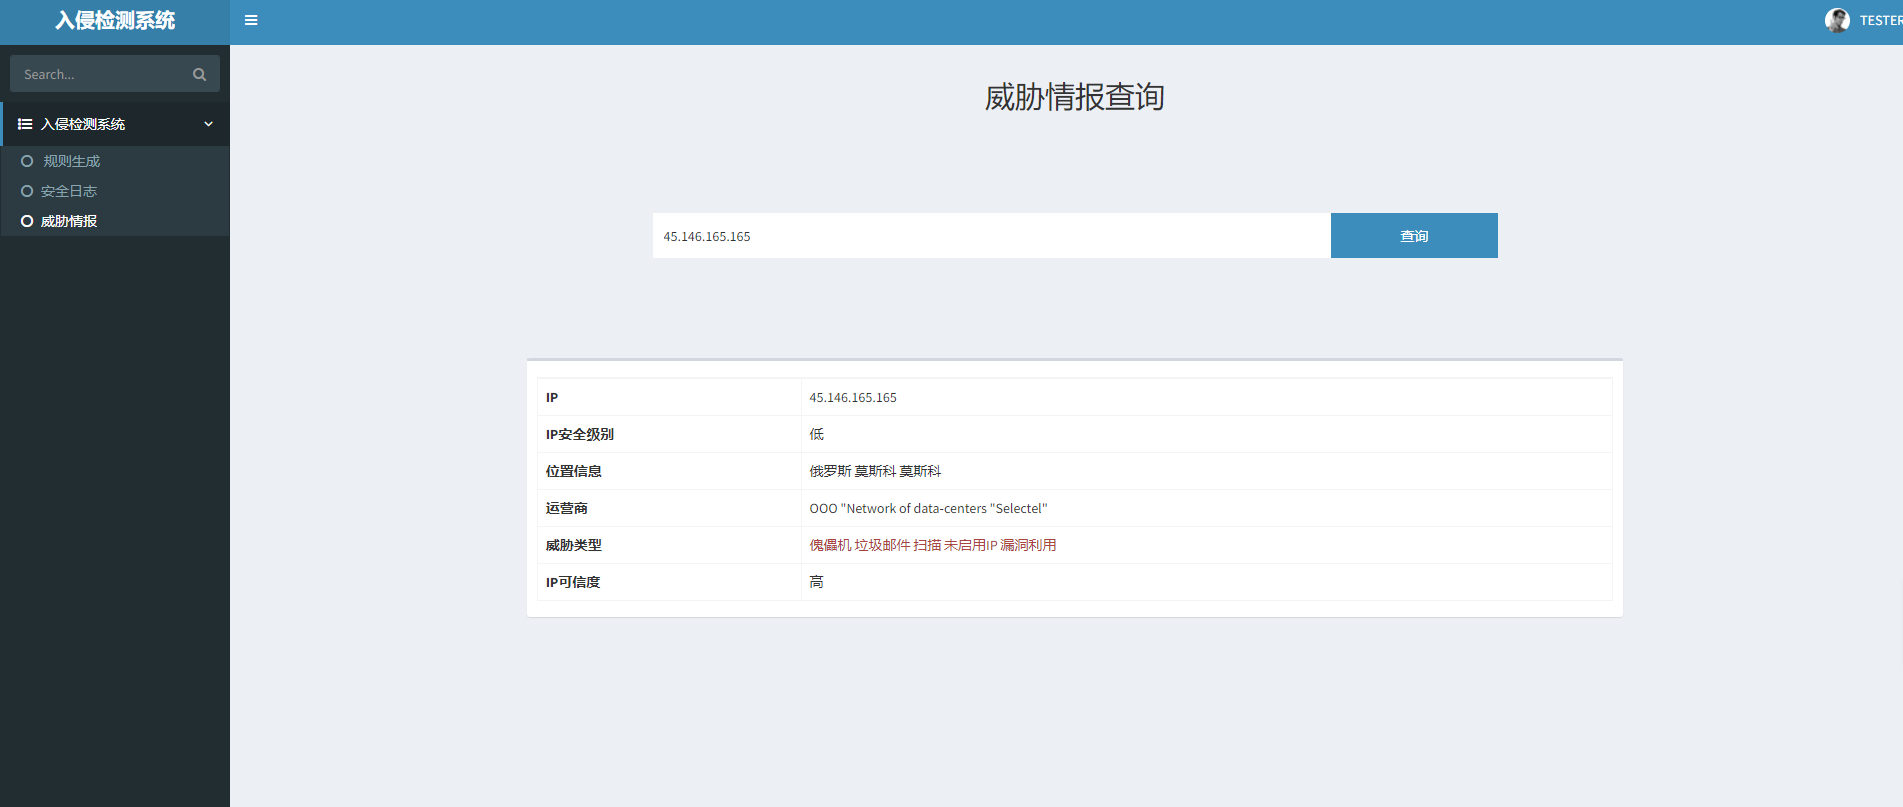 入侵检测系统
TESTER
Search...
入侵检测系统
规则生成
安全日志
威胁情报
威胁情报查询
45.146.165.165
查询
IP 45.146.165.165
IP安全级别 低
位置信息 俄罗斯 莫斯科 莫斯科
运营商 OOO "Network of data-centers "Selectel"
威胁类型 傀儡机 垃圾邮件 扫描 未启用IP 漏洞利用
IP可信度 高